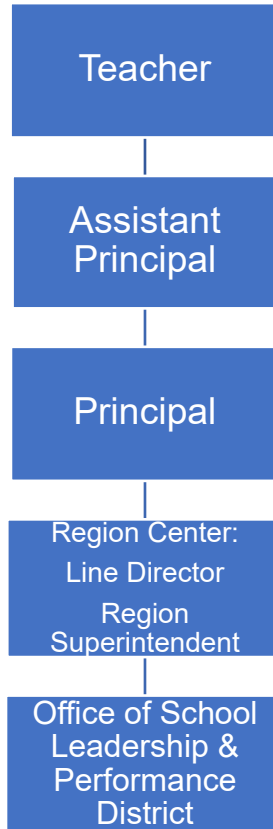 Teacher
Assistant
Principal
Principal
Region Center:
Line Director
Region
Superintendent
Office of School
Leadership &
Performance
District